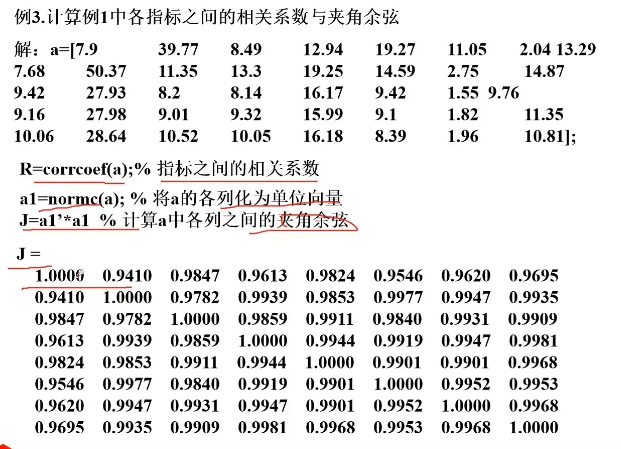 例3.计算例1中各指标之间的相关系数与夹角余弦
解：a=[7.9 39.77 8.49 12.94 19.27 11.05 2.04 13.29
7.68 50.37 11.35 13.3 19.25 14.59 2.75 14.87
9.42 27.93 8.2 8.14 16.17 9.42 1.55 9.76
9.16 27.98 9.01 9.32 15.99 9.1 1.82 11.35
10.06 28.64 10.52 10.05 16.18 8.39 1.96 10.81];
R=corrcoef(a);% 指标之间的相关系数
a1=normc(a); % 将a的各列化为单位向量
J=a1’*a1 % 计算a中各列之间的夹角余弦
J =
1.0000 0.9410 0.9847 0.9613 0.9824 0.9546 0.9620 0.9695
0.9410 1.0000 0.9782 0.9939 0.9853 0.9977 0.9947 0.9935
0.9847 0.9782 1.0000 0.9859 0.9911 0.9840 0.9931 0.9909
0.9613 0.9939 0.9859 1.0000 0.9944 0.9919 0.9947 0.9981
0.9824 0.9853 0.9911 0.9944 1.0000 0.9901 0.9901 0.9968
0.9546 0.9977 0.9840 0.9919 0.9901 1.0000 0.9952 0.9953
0.9620 0.9947 0.9931 0.9947 0.9901 0.9952 1.0000 0.9968
0.9695 0.9935 0.9909 0.9981 0.9968 0.9953 0.9968 1.0000